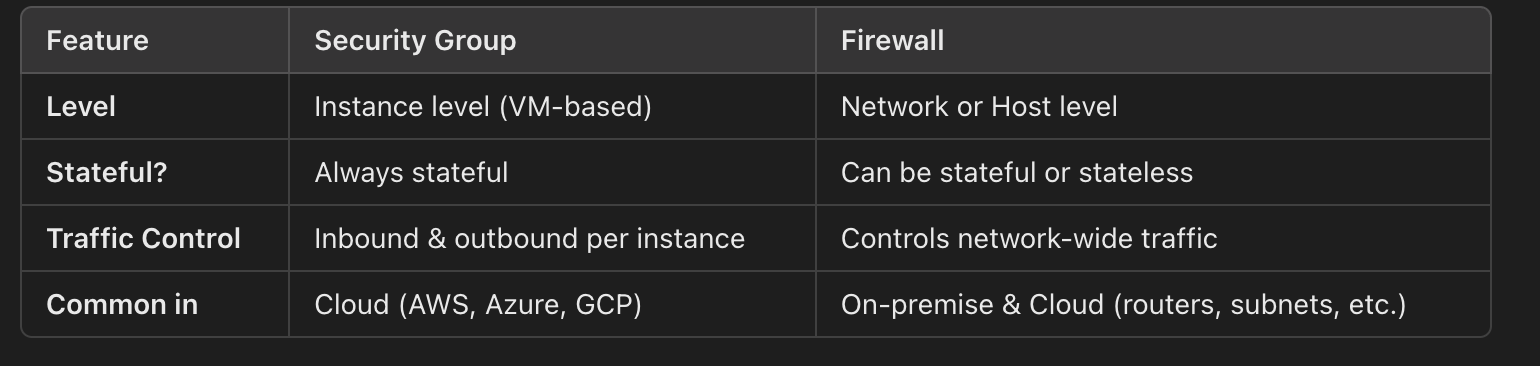 Feature Security Group Firewall
Level Instance level (VM-based) Network or Host level
Stateful? Always stateful Can be stateful or stateless
Traffic Control Inbound & outbound per instance Controls network-wide traffic
Common in Cloud (AWS, Azure, GCP) On-premise & Cloud (routers, subnets, etc.)